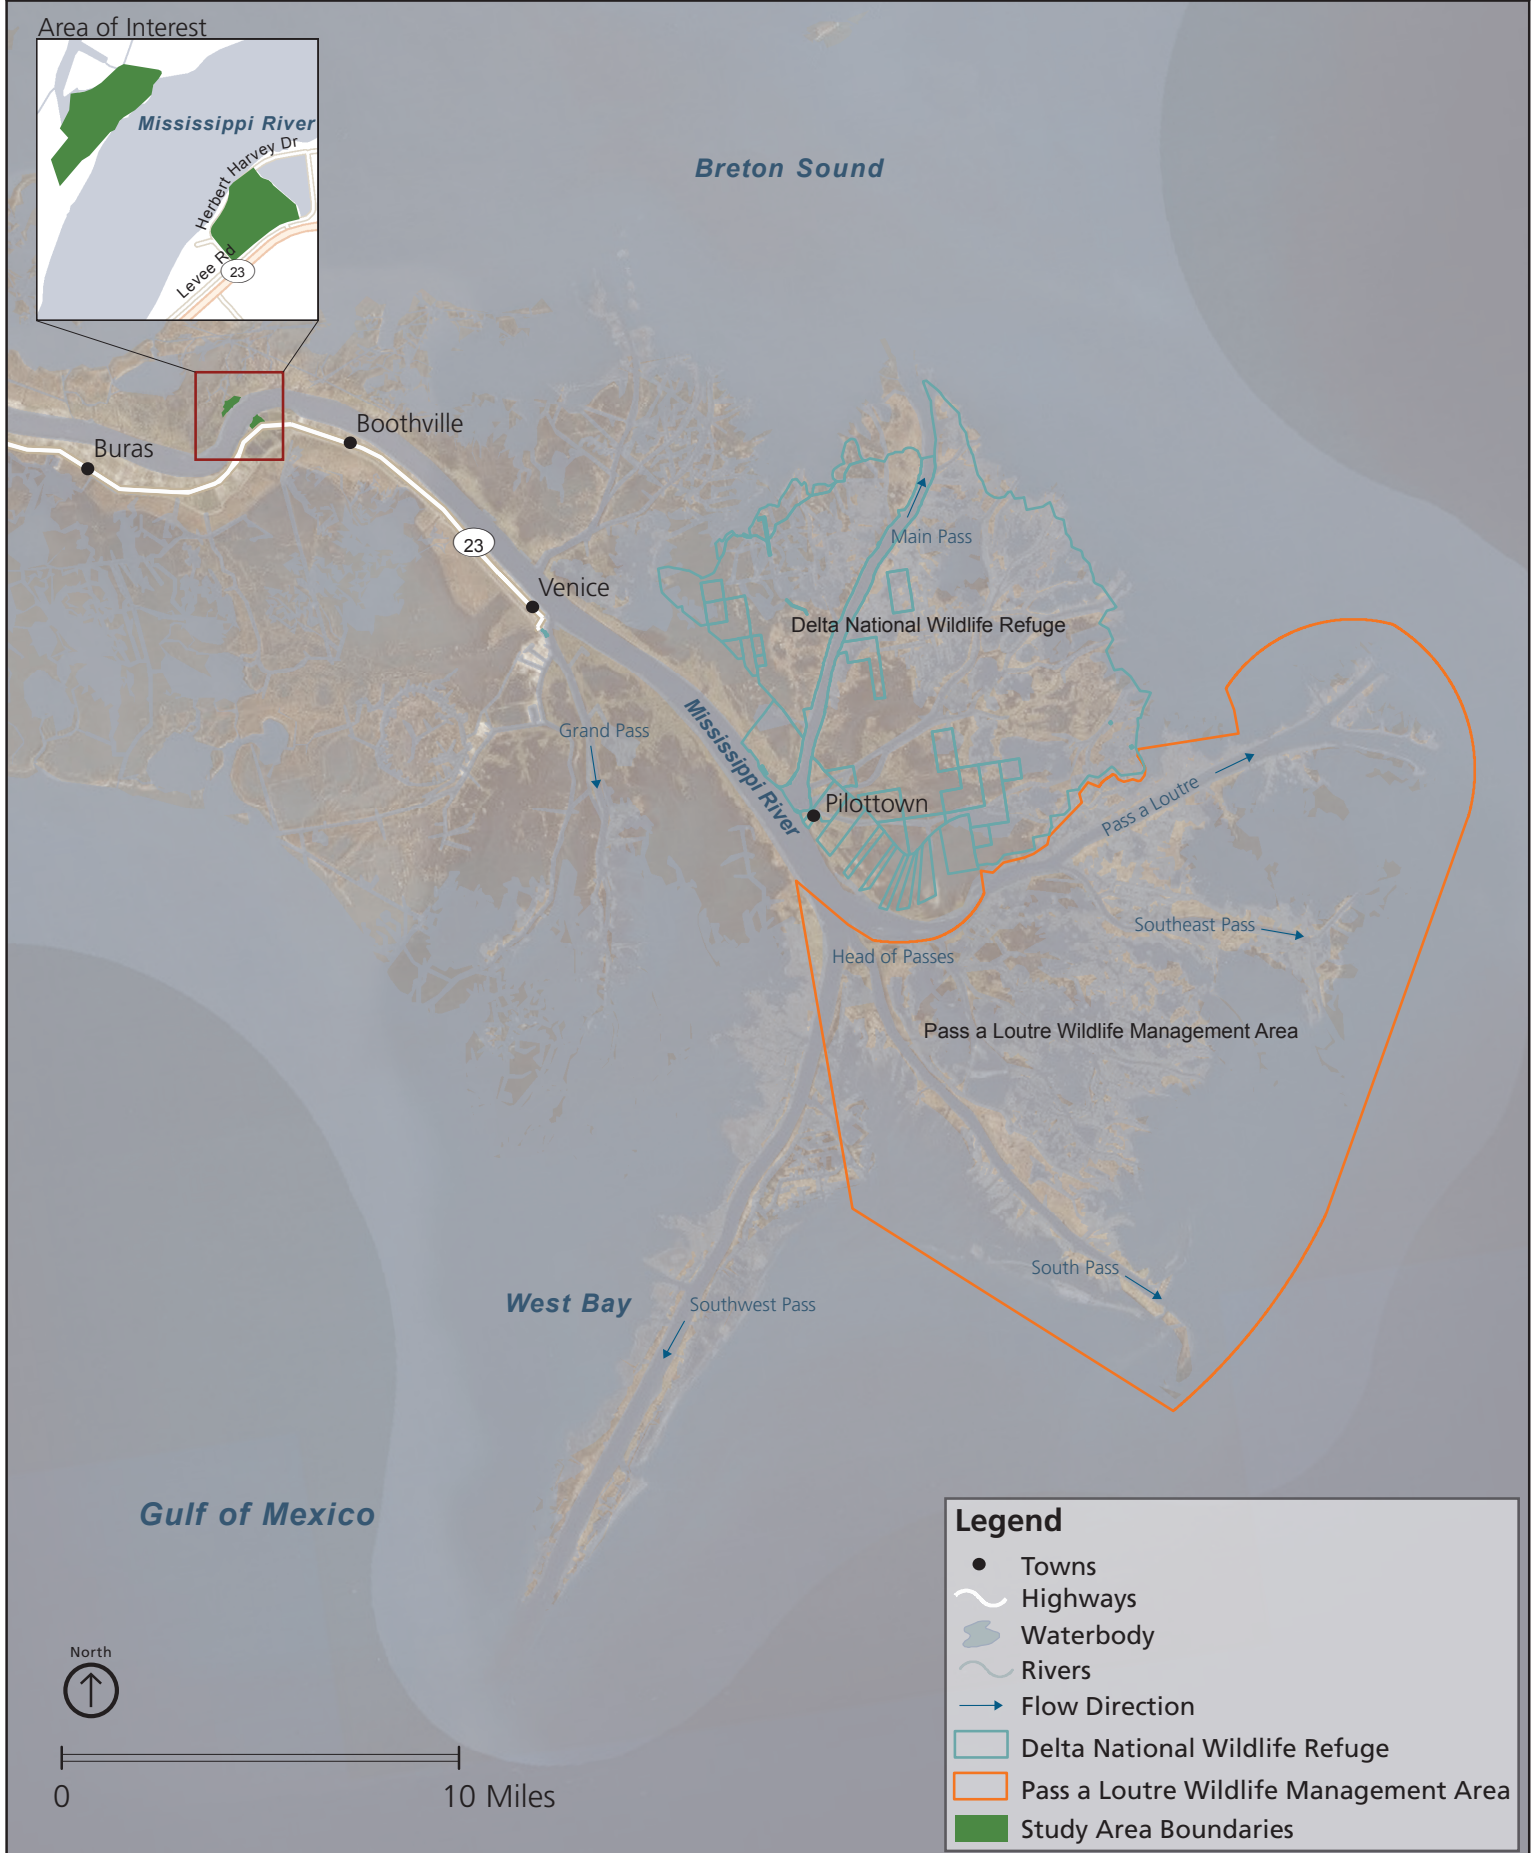 Area of Interest
Mississippi River
Herbert Harvey Dr
Levee Rd
23
Breton Sound
Buras
Boothville
23
Venice
Main Pass
Delta National Wildlife Refuge
Grand Pass
Mississippi River
Pilottown
Pass a Loutre
Southeast Pass
Head of Passes
Pass a Loutre Wildlife Management Area
South Pass
West Bay
Southwest Pass
Gulf of Mexico
North
0
10 Miles
Legend
Towns
Highways
Waterbody
Rivers
Flow Direction
Delta National Wildlife Refuge
Pass a Loutre Wildlife Management Area
Study Area Boundaries